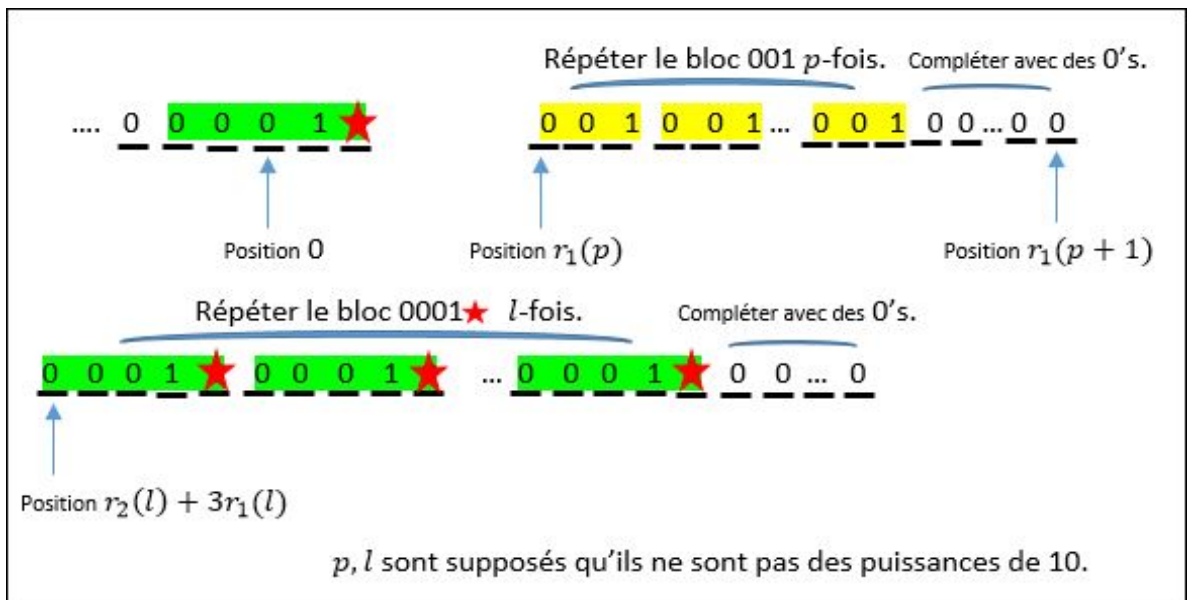 Répéter le bloc 001 p-fois. Compléter avec des 0's.
.... 0 0 0 0 1 ★ 0 0 1 0 0 1 ... 0 0 1 0 0 ... 0 0
Position 0 Position r₁(p) Position r₁(p + 1)
Répéter le bloc 0001★ l-fois. Compléter avec des 0's.
0 0 0 1 ★ 0 0 0 1 ★ ... 0 0 0 1 ★ 0 0 ... 0
Position r₂(l) + 3r₁(l)
p, l sont supposés qu'ils ne sont pas des puissances de 10.